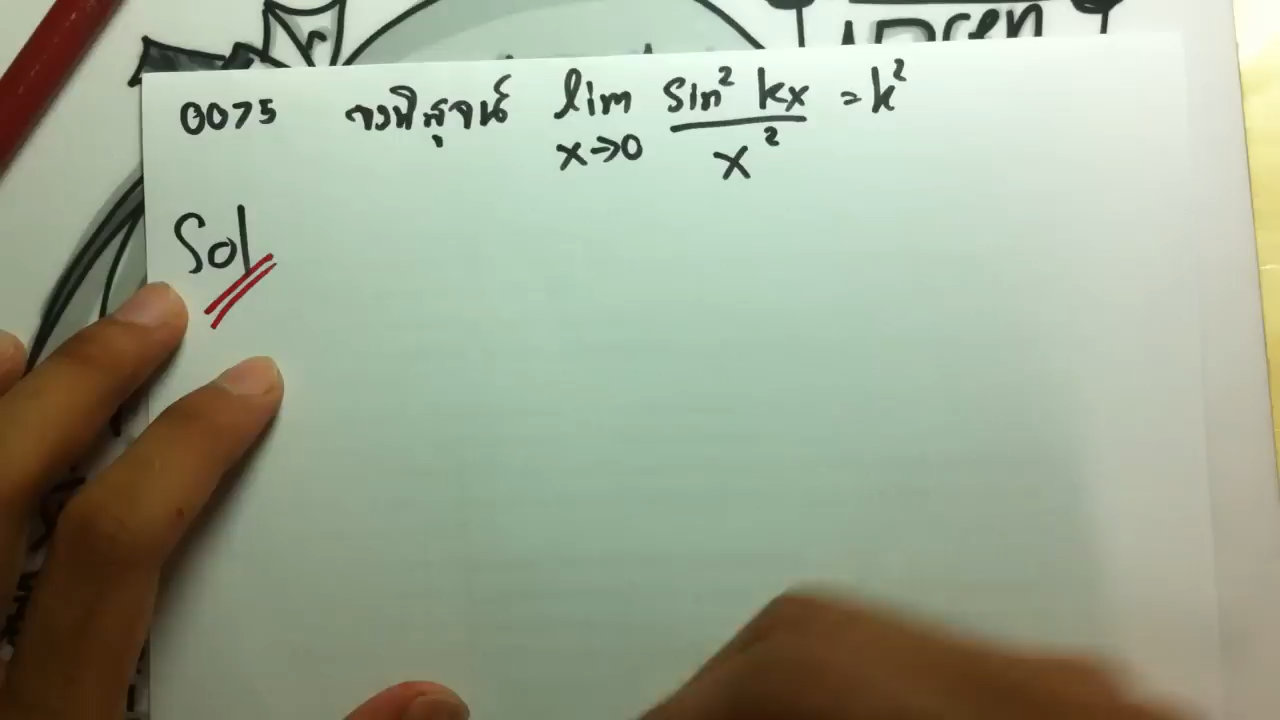 0075 จงพิสูจน์ lim x→0 sin² kx / x² = k²
Sol